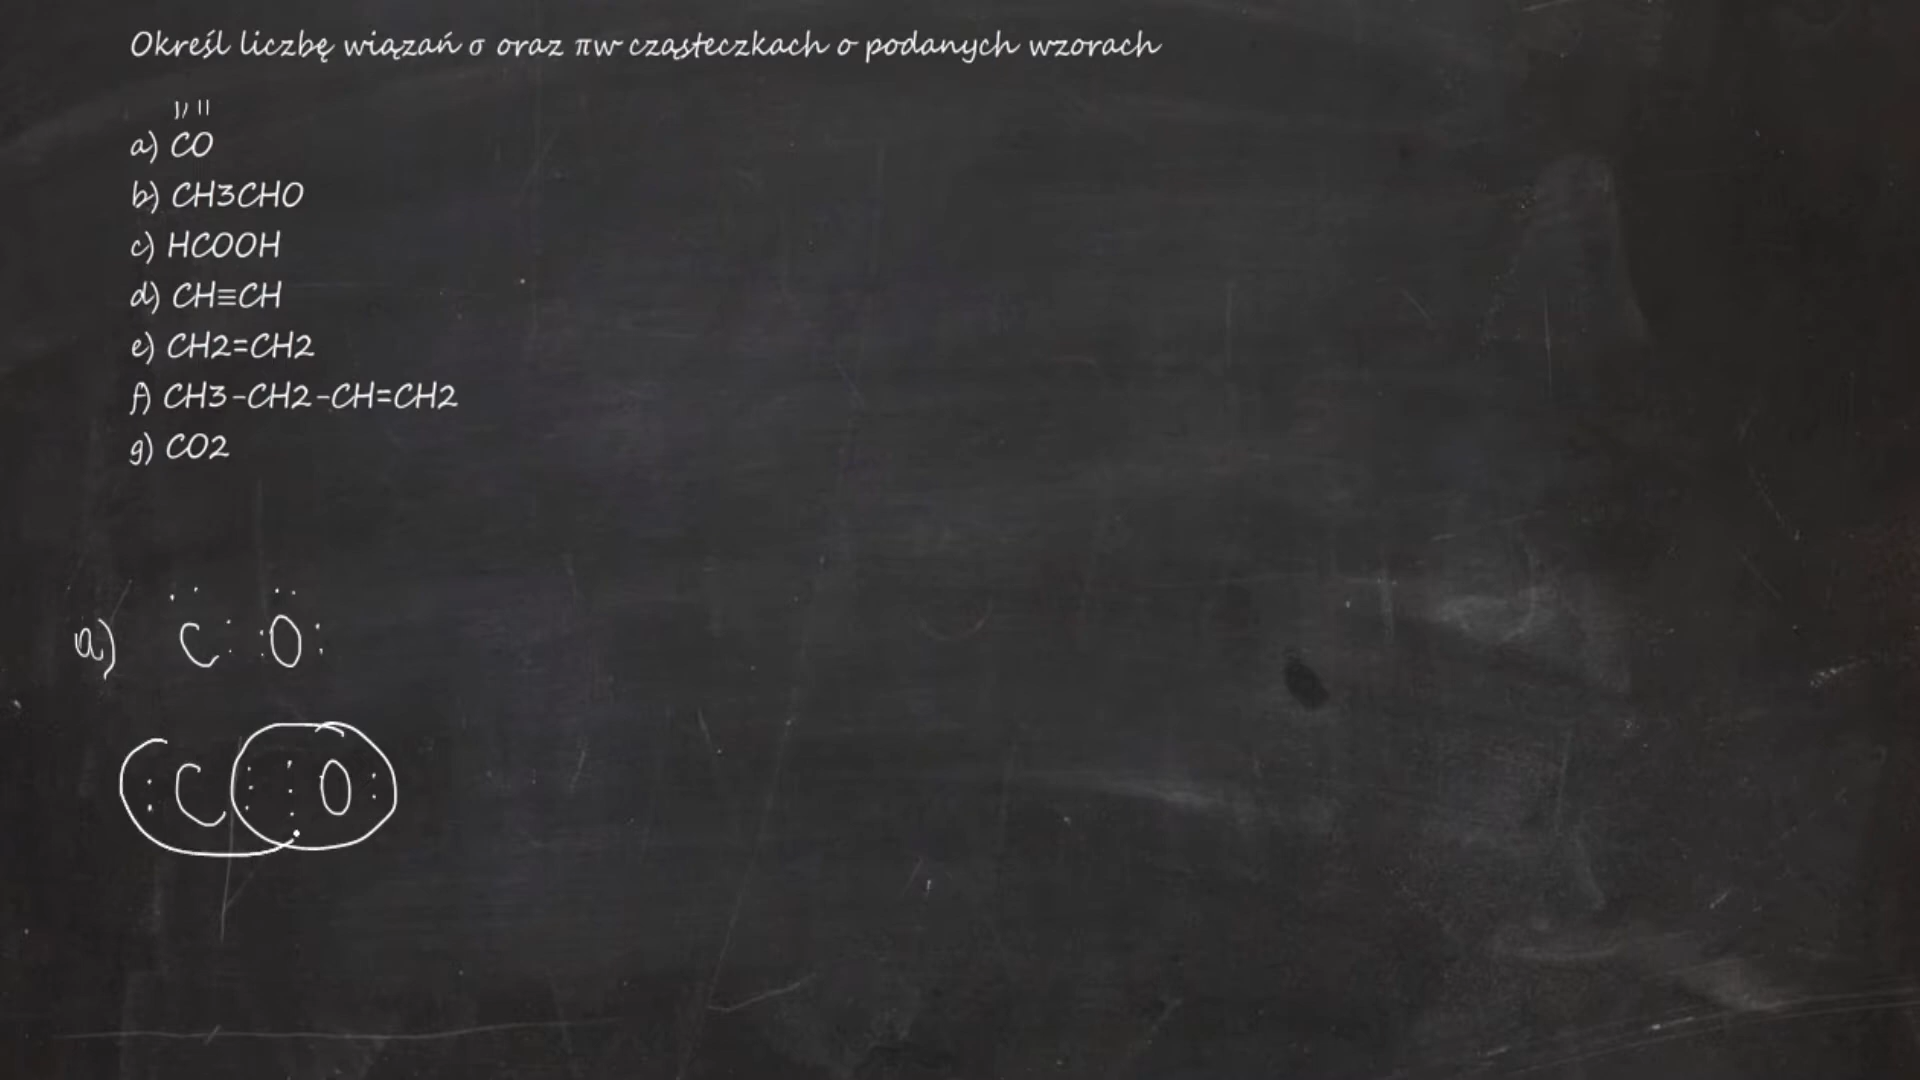 Określ liczbę wiązań σ oraz πw cząsteczkach o podanych wzorach
a) CO
b) CH3CHO
c) HCOOH
d) CH≡CH
e) CH2=CH2
f) CH3-CH2-CH=CH2
g) CO2
a) C: :O:
:C : : O :